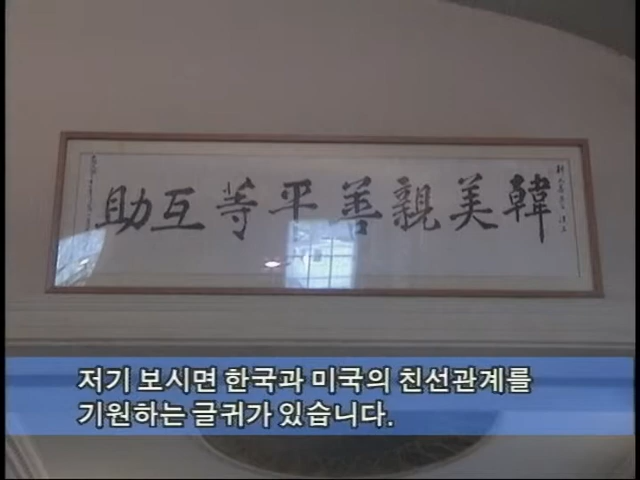 韓美親善平等互助
저기 보시면 한국과 미국의 친선관계를
기원하는 글귀가 있습니다.